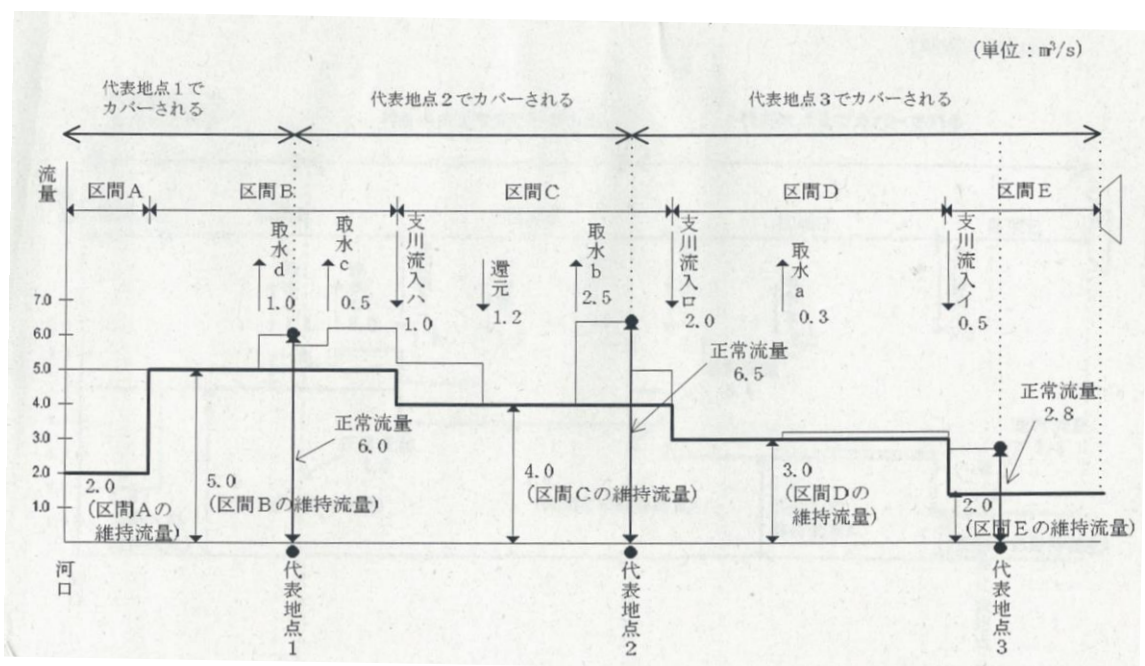 (単位：m³/s)
代表地点１で
カバーされる
代表地点２でカバーされる
代表地点３でカバーされる
流量
区間A
区間B
区間C
区間D
区間E
取水d
1.0
取水c
0.5
支川流入ハ
1.0
還元
1.2
取水b
2.5
支川流入ロ
2.0
取水a
0.3
支川流入イ
0.5
7.0
6.0
5.0
4.0
3.0
2.0
1.0
正常流量
6.0
正常流量
6.5
正常流量
2.8
2.0
(区間Aの
維持流量)
5.0
(区間Bの維持流量)
4.0
(区間Cの維持流量)
3.0
(区間Dの
維持流量)
2.0
(区間Eの維持流量)
河口
代表地点1
代表地点2
代表地点3